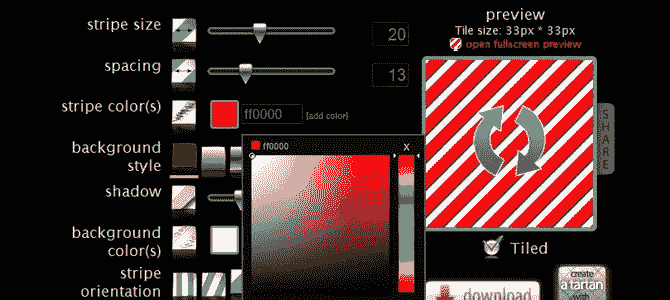 stripe size
20
spacing
13
stripe color(s)
ff0000
[add color]
background
style
shadow
background
color(s)
stripe
orientation
ff0000
X
preview
Tile size: 33px * 33px
open fullscreen preview
SHARE
Tiled
download
create
a tartan
with